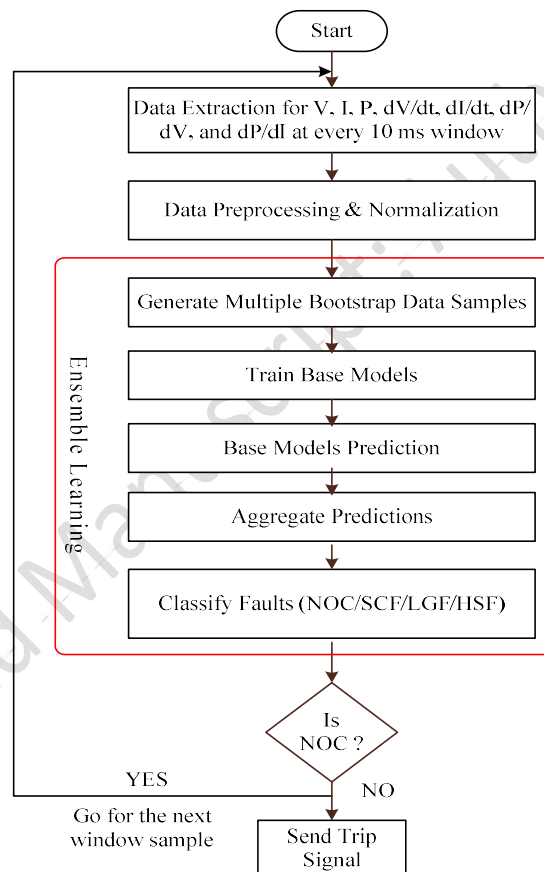 Start
Data Extraction for V, I, P, dV/dt, dI/dt, dP/
dV, and dP/dI at every 10 ms window
Data Preprocessing & Normalization
Ensemble Learning
Generate Multiple Bootstrap Data Samples
Train Base Models
Base Models Prediction
Aggregate Predictions
Classify Faults (NOC/SCF/LGF/HSF)
Is
NOC ?
YES
NO
Go for the next
window sample
Send Trip
Signal